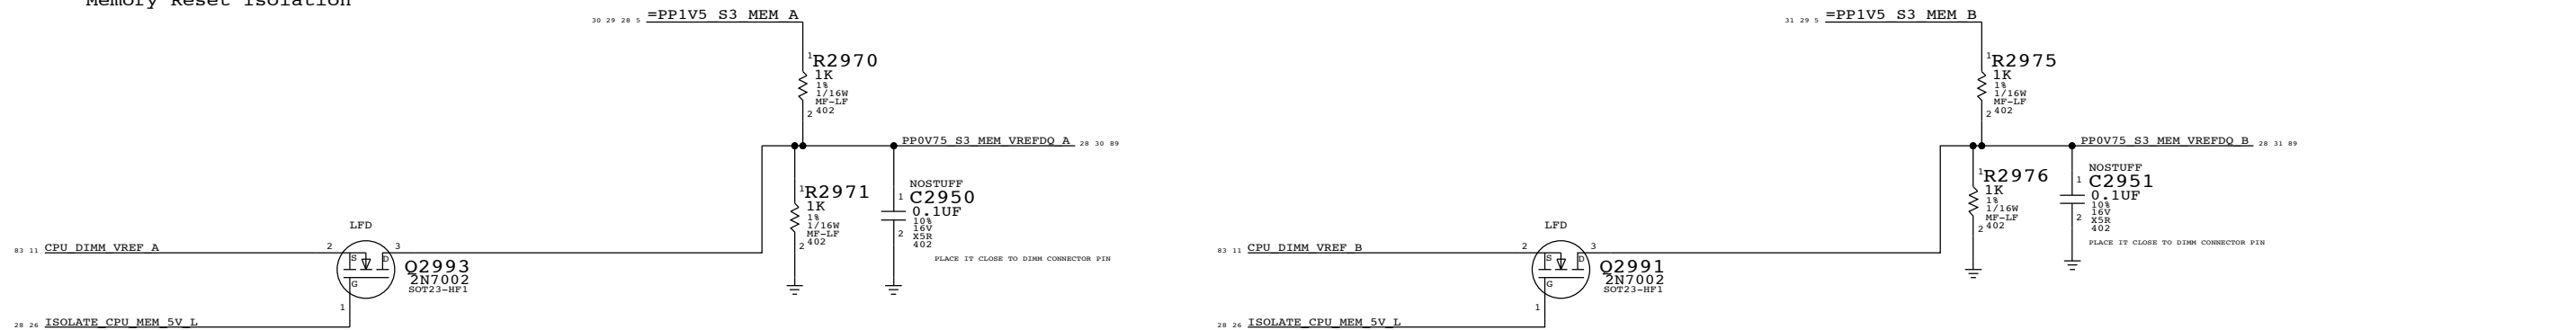 Memory Reset Isolation
30 29 28 5 =PP1V5_S3_MEM_A
1
R2970
1K
1%
1/16W
MF-LF
402
2
PP0V75_S3_MEM_VREFDQ_A 28 30 89
1
R2971
1K
1%
1/16W
MF-LF
402
2
NOSTUFF
1
C2950
0.1UF
10%
16V
X5R
402
2
PLACE IT CLOSE TO DIMM CONNECTOR PIN
LFD
83 11 CPU_DIMM_VREF_A
2
3
S
D
G
Q2993
2N7002
SOT23-HF1
1
28 26 ISOLATE_CPU_MEM_5V_L
31 29 5 =PP1V5_S3_MEM_B
1
R2975
1K
1%
1/16W
MF-LF
402
2
PP0V75_S3_MEM_VREFDQ_B 28 31 89
1
R2976
1K
1%
1/16W
MF-LF
402
2
NOSTUFF
1
C2951
0.1UF
10%
16V
X5R
402
2
PLACE IT CLOSE TO DIMM CONNECTOR PIN
LFD
83 11 CPU_DIMM_VREF_B
2
3
S
D
G
Q2991
2N7002
SOT23-HF1
1
28 26 ISOLATE_CPU_MEM_5V_L